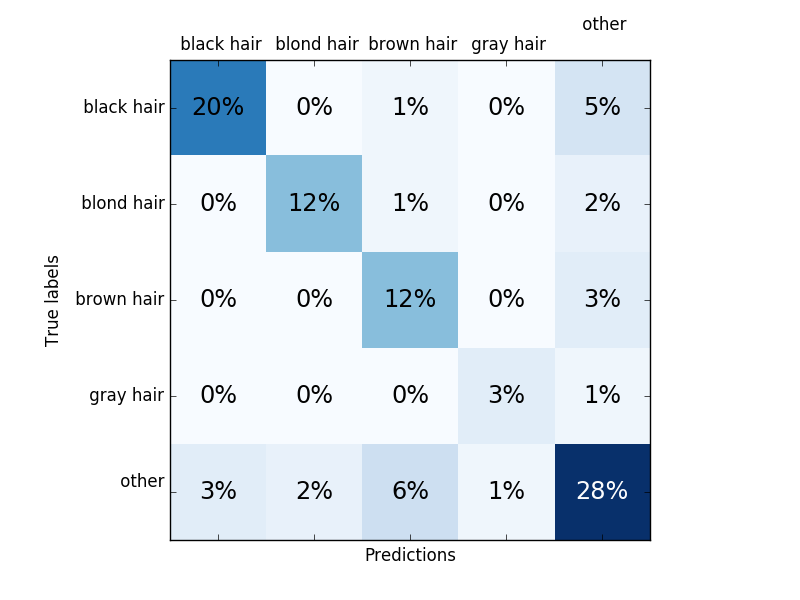 other
black hair blond hair brown hair gray hair
black hair 20% 0% 1% 0% 5%
blond hair 0% 12% 1% 0% 2%
brown hair 0% 0% 12% 0% 3%
gray hair 0% 0% 0% 3% 1%
other 3% 2% 6% 1% 28%
True labels
Predictions